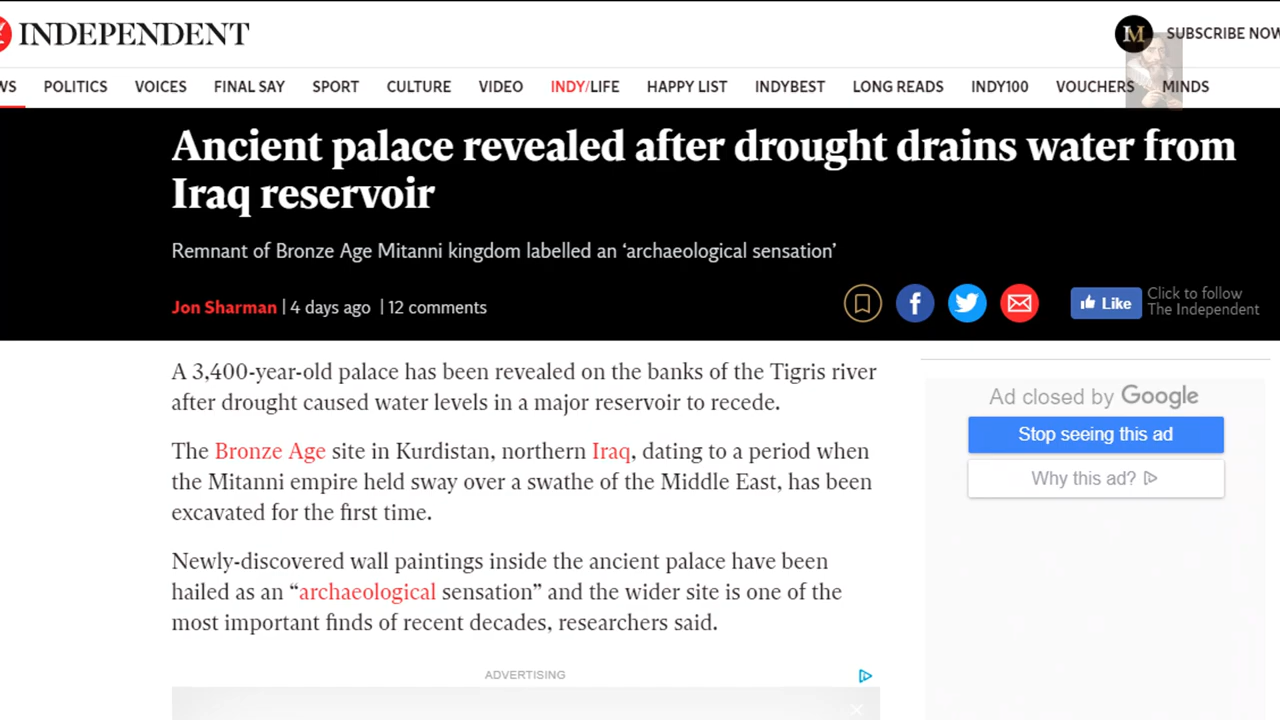 INDEPENDENT
SUBSCRIBE NOW
WS POLITICS VOICES FINAL SAY SPORT CULTURE VIDEO INDY/LIFE HAPPY LIST INDYBEST LONG READS INDY100 VOUCHERS MINDS
Ancient palace revealed after drought drains water from
Iraq reservoir
Remnant of Bronze Age Mitanni kingdom labelled an ‘archaeological sensation’
Jon Sharman | 4 days ago | 12 comments
Like
Click to follow
The Independent
A 3,400-year-old palace has been revealed on the banks of the Tigris river
after drought caused water levels in a major reservoir to recede.
The Bronze Age site in Kurdistan, northern Iraq, dating to a period when
the Mitanni empire held sway over a swathe of the Middle East, has been
excavated for the first time.
Newly-discovered wall paintings inside the ancient palace have been
hailed as an “archaeological sensation” and the wider site is one of the
most important finds of recent decades, researchers said.
ADVERTISING
Ad closed by Google
Stop seeing this ad
Why this ad?